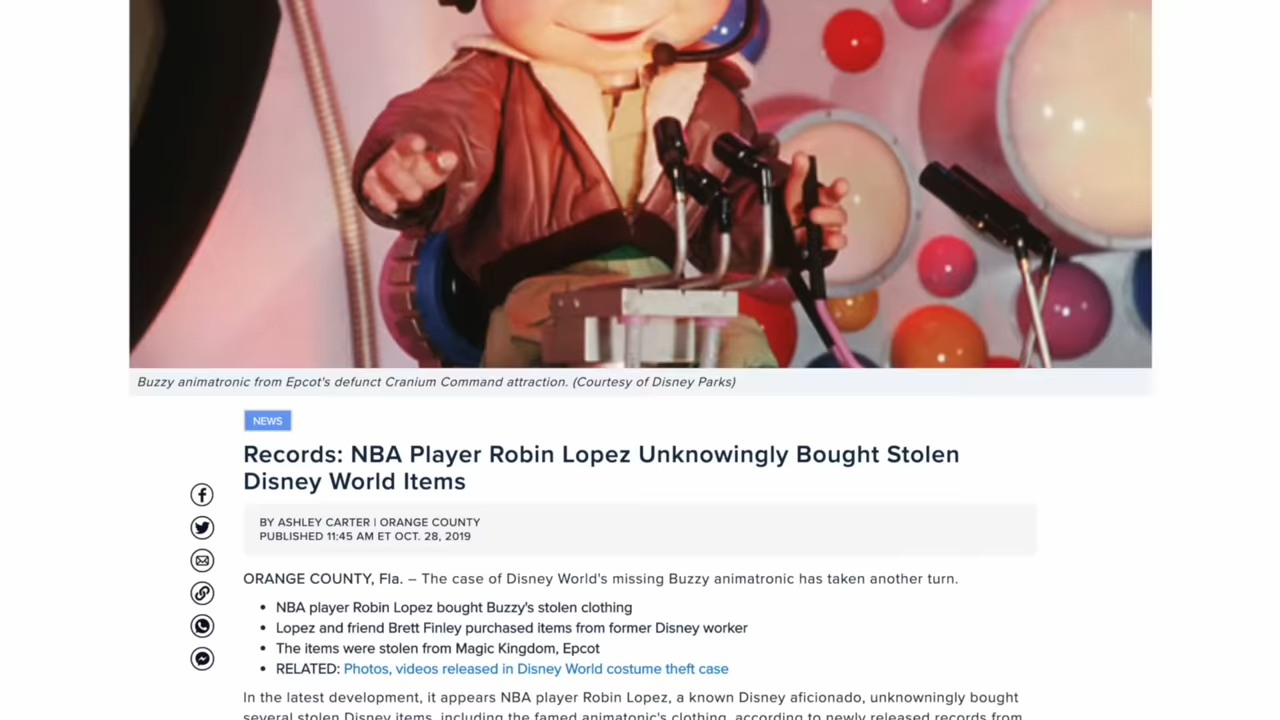 Buzzy animatronic from Epcot's defunct Cranium Command attraction. (Courtesy of Disney Parks)
NEWS
Records: NBA Player Robin Lopez Unknowingly Bought Stolen
Disney World Items
BY ASHLEY CARTER | ORANGE COUNTY
PUBLISHED 11:45 AM ET OCT. 28, 2019
ORANGE COUNTY, Fla. – The case of Disney World's missing Buzzy animatronic has taken another turn.
• NBA player Robin Lopez bought Buzzy's stolen clothing
• Lopez and friend Brett Finley purchased items from former Disney worker
• The items were stolen from Magic Kingdom, Epcot
• RELATED: Photos, videos released in Disney World costume theft case
In the latest development, it appears NBA player Robin Lopez, a known Disney aficionado, unknowningly bought
several stolen Disney items, including the famed animatonic's clothing, according to newly released records from